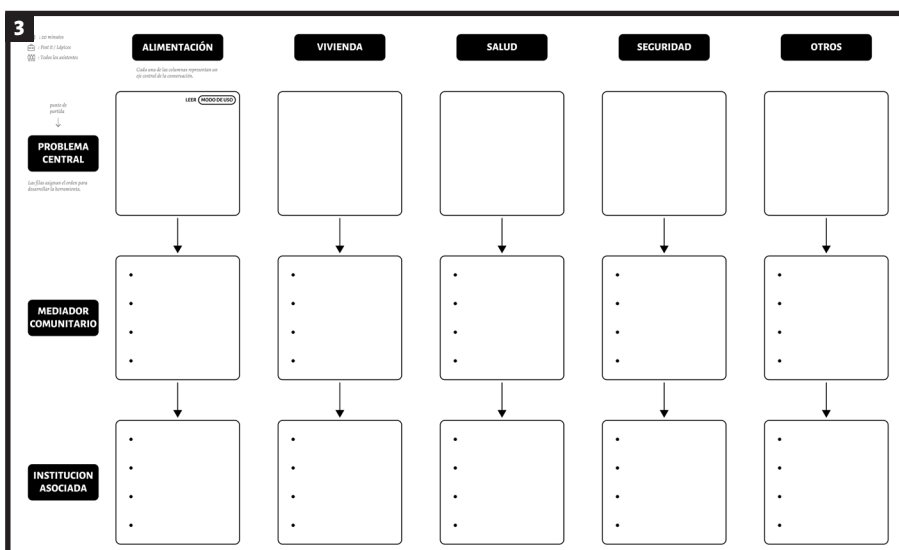 3
: 20 minutos
: Post It / Lápices
: Todos los asistentes
ALIMENTACIÓN
VIVIENDA
SALUD
SEGURIDAD
OTROS
Cada una de las columnas representan un
eje central de la conversación.
punto de
partida
LEER MODO DE USO
PROBLEMA
CENTRAL
Las filas asignan el orden para
desarrollar la herramienta.
MEDIADOR
COMUNITARIO
INSTITUCION
ASOCIADA